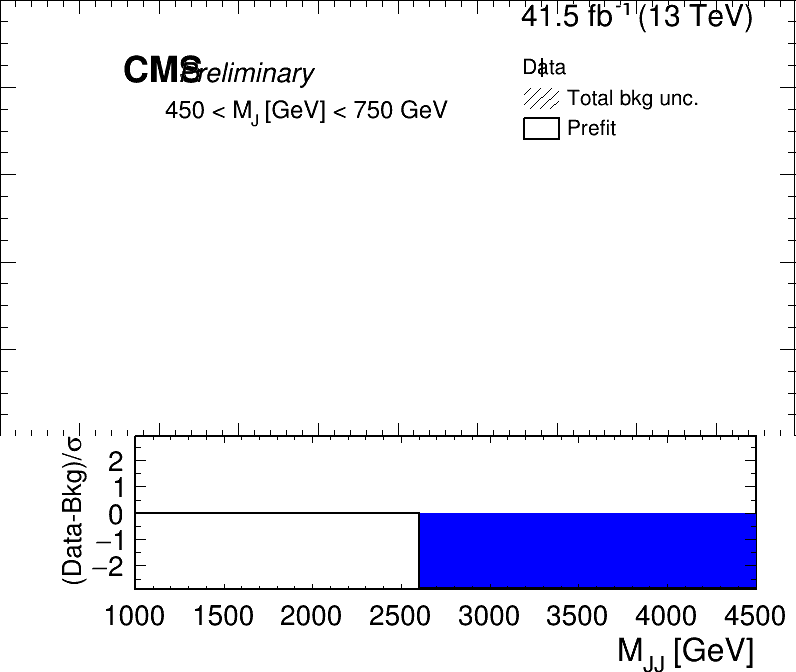 41.5 fb⁻¹ (13 TeV)
CMS Preliminary
450 < M_J [GeV] < 750 GeV
Data
Total bkg unc.
Prefit
(Data-Bkg)/σ
2
1
0
−1
−2
1000 1500 2000 2500 3000 3500 4000 4500
M_JJ [GeV]